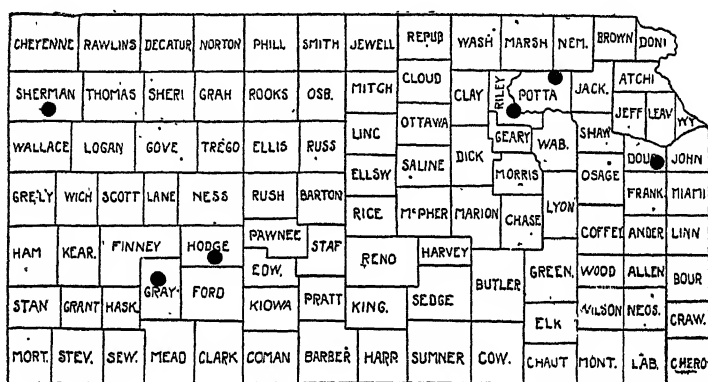 CHEYENNE RAWLINS DECATUR NORTON PHILL SMITH JEWELL REPUB WASH MARSH NEM. BROWN DONI
SHERMAN THOMAS SHERI GRAH ROOKS OSB. MITCH CLOUD CLAY RILEY POTTA JACK. ATCHI
OTTAWA JEFF LEAV WY
WALLACE LOGAN GOVE TREGO ELLIS RUSS LINC SALINE DICK GEARY WAB. SHAW DOUG JOHN
ELLSW MORRIS OSAGE
GRE'LY WICH SCOTT LANE NESS RUSH BARTON RICE McPHER MARION CHASE LYON FRANK MIAMI
HAM KEAR. FINNEY HODGE PAWNEE STAF RENO HARVEY COFFEY ANDER LINN
EDW. BUTLER GREEN. WOOD ALLEN BOUR
STAN GRANT HASK. GRAY FORD KIOWA PRATT KING. SEDGE ELK WILSON NEOS. CRAW.
MORT. STEV. SEW. MEAD CLARK COMAN BARBER HARR SUMNER COW. CHAUT MONT. LAB. CHERO